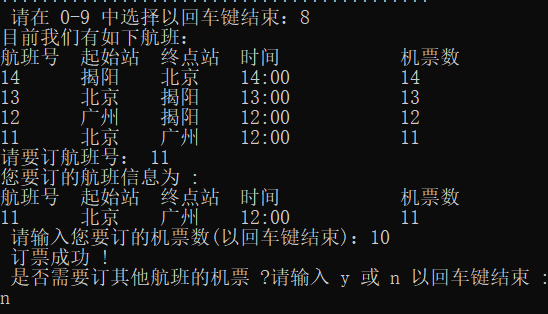 请在 0-9 中选择以回车键结束：8
目前我们有如下航班：
航班号 起始站 终点站 时间 机票数
14 揭阳 北京 14:00 14
13 北京 揭阳 13:00 13
12 广州 揭阳 12:00 12
11 北京 广州 12:00 11
请要订航班号： 11
您要订的航班信息为 :
航班号 起始站 终点站 时间 机票数
11 北京 广州 12:00 11
请输入您要订的机票数(以回车键结束)：10
订票成功 !
是否需要订其他航班的机票 ?请输入 y 或 n 以回车键结束 :
n